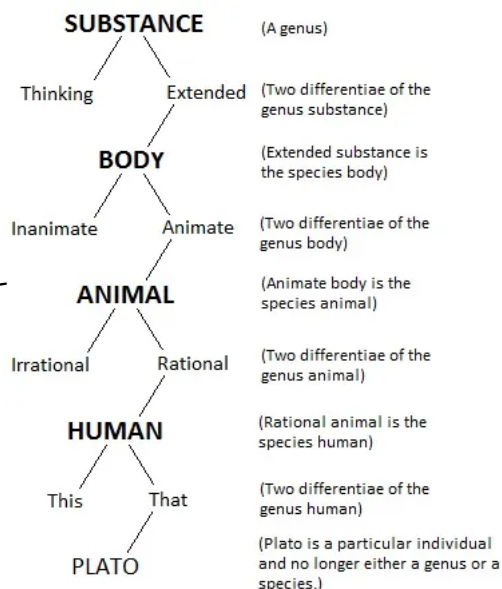 SUBSTANCE (A genus)
Thinking Extended (Two differentiae of the
genus substance)
BODY (Extended substance is
the species body)
Inanimate Animate (Two differentiae of the
genus body)
ANIMAL (Animate body is the
species animal)
Irrational Rational (Two differentiae of the
genus animal)
HUMAN (Rational animal is the
species human)
This That (Two differentiae of the
genus human)
PLATO (Plato is a particular individual
and no longer either a genus or a
species.)